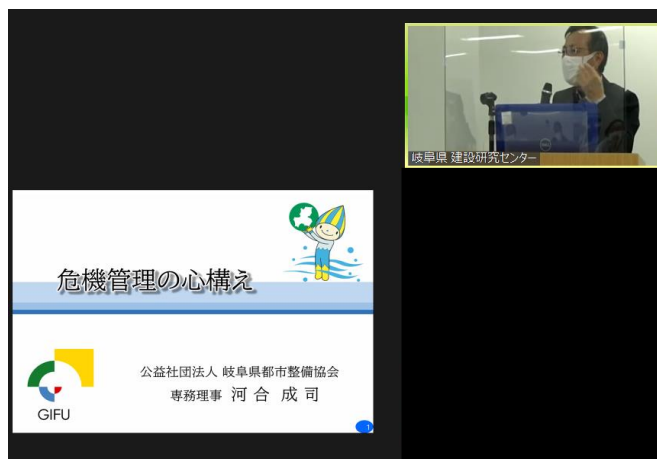 岐阜県 建設研究センター
危機管理の心構え
公益社団法人 岐阜県都市整備協会
専務理事 河合 成司
GIFU
1